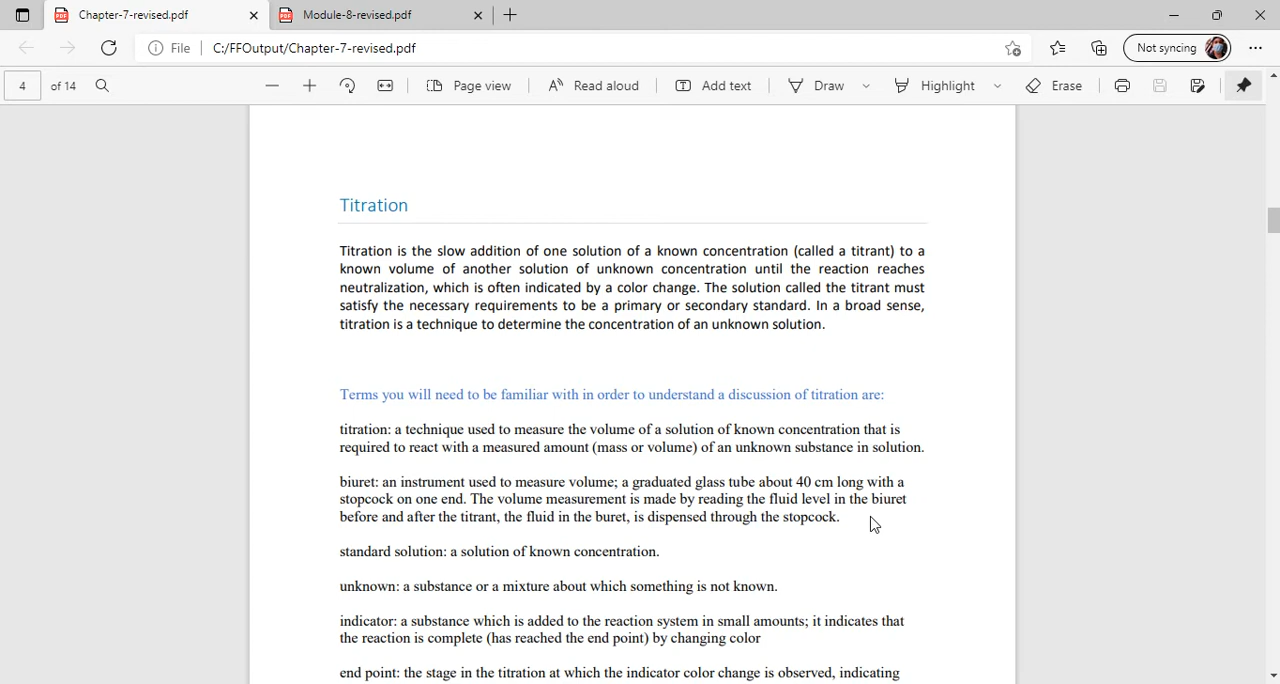 Chapter-7-revised.pdf
Module-8-revised.pdf
File
C:/FFOutput/Chapter-7-revised.pdf
Not syncing
4 of 14
Page view
Read aloud
Add text
Draw
Highlight
Erase
Titration
Titration is the slow addition of one solution of a known concentration (called a titrant) to a
known volume of another solution of unknown concentration until the reaction reaches
neutralization, which is often indicated by a color change. The solution called the titrant must
satisfy the necessary requirements to be a primary or secondary standard. In a broad sense,
titration is a technique to determine the concentration of an unknown solution.
Terms you will need to be familiar with in order to understand a discussion of titration are:
titration: a technique used to measure the volume of a solution of known concentration that is
required to react with a measured amount (mass or volume) of an unknown substance in solution.
biuret: an instrument used to measure volume; a graduated glass tube about 40 cm long with a
stopcock on one end. The volume measurement is made by reading the fluid level in the biuret
before and after the titrant, the fluid in the buret, is dispensed through the stopcock.
standard solution: a solution of known concentration.
unknown: a substance or a mixture about which something is not known.
indicator: a substance which is added to the reaction system in small amounts; it indicates that
the reaction is complete (has reached the end point) by changing color
end point: the stage in the titration at which the indicator color change is observed, indicating